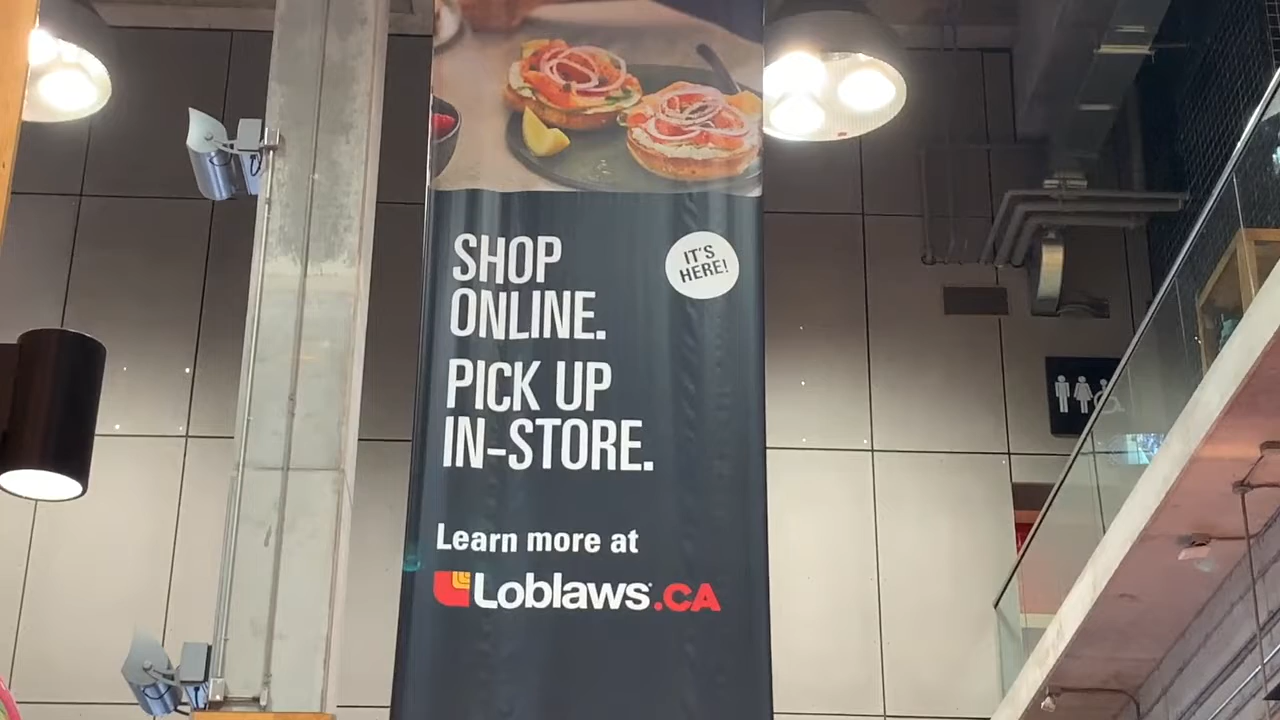 IT'S
HERE!
SHOP
ONLINE.
PICK UP
IN-STORE.
Learn more at
Loblaws.CA